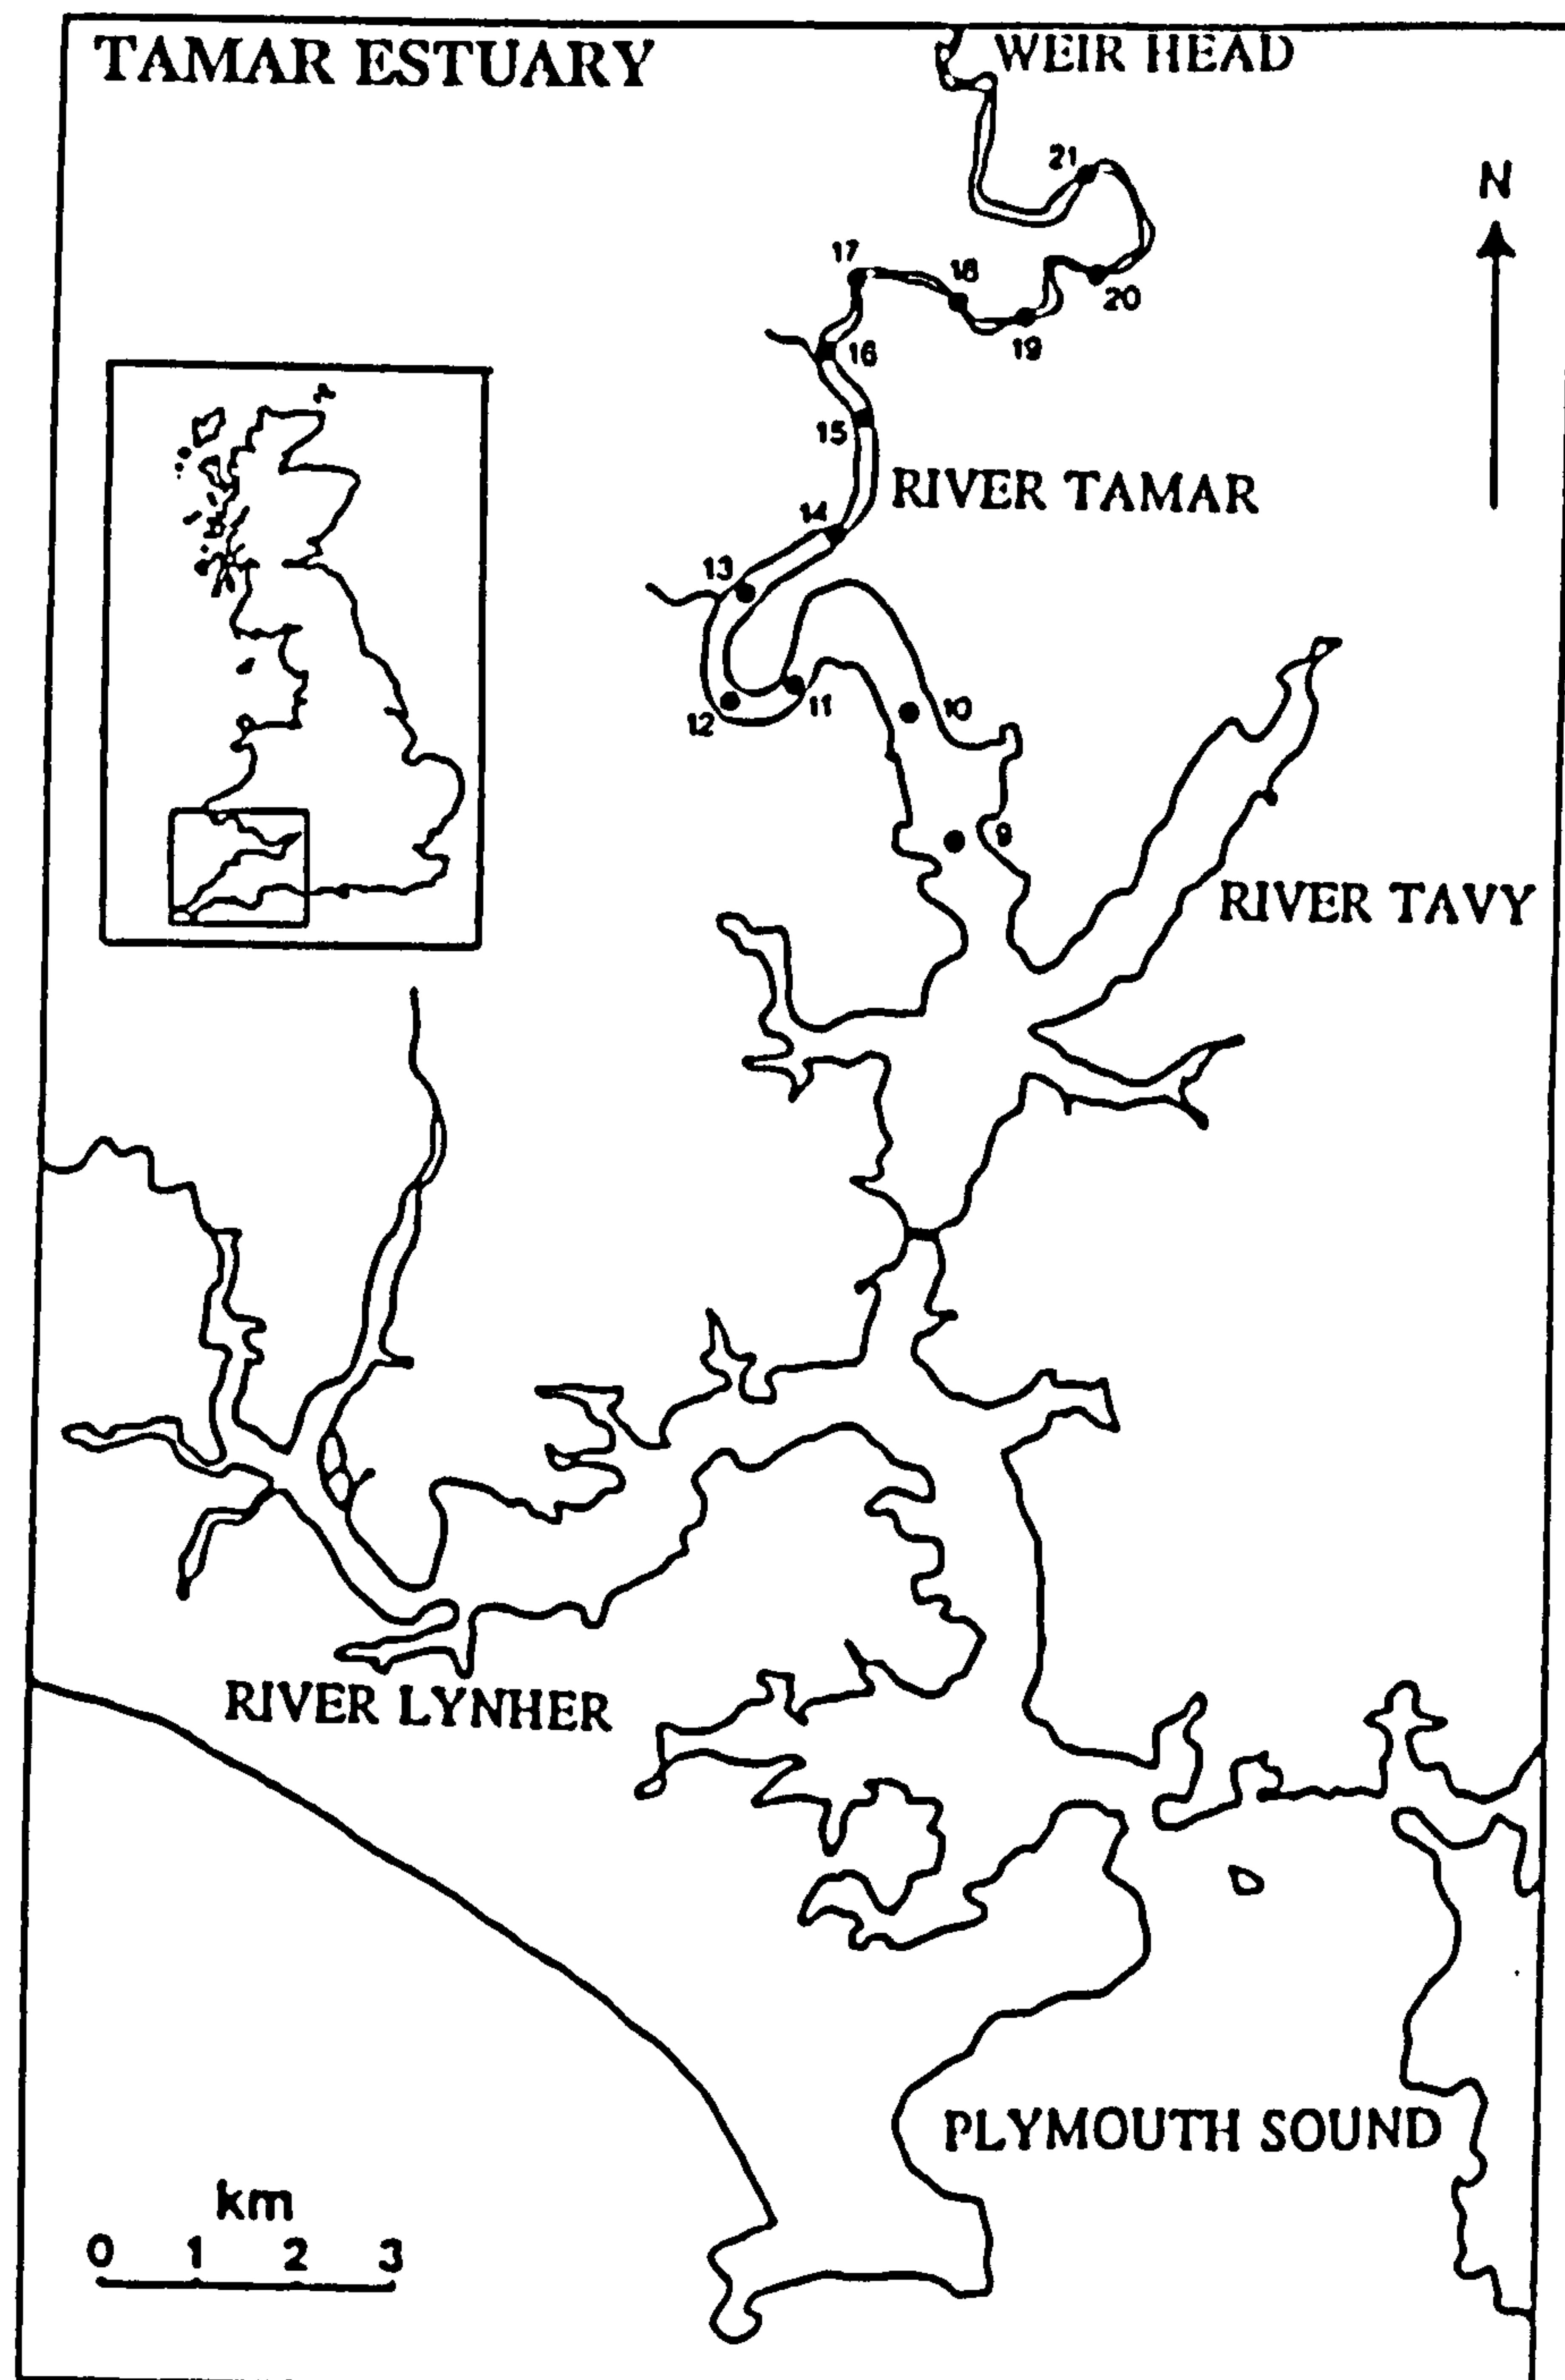 TAMAR ESTUARY
WEIR HEAD
21
N
17
18
20
19
16
15
RIVER TAMAR
14
13
10
11
12
9
RIVER TAVY
RIVER LYNHER
PLYMOUTH SOUND
km
0 1 2 3